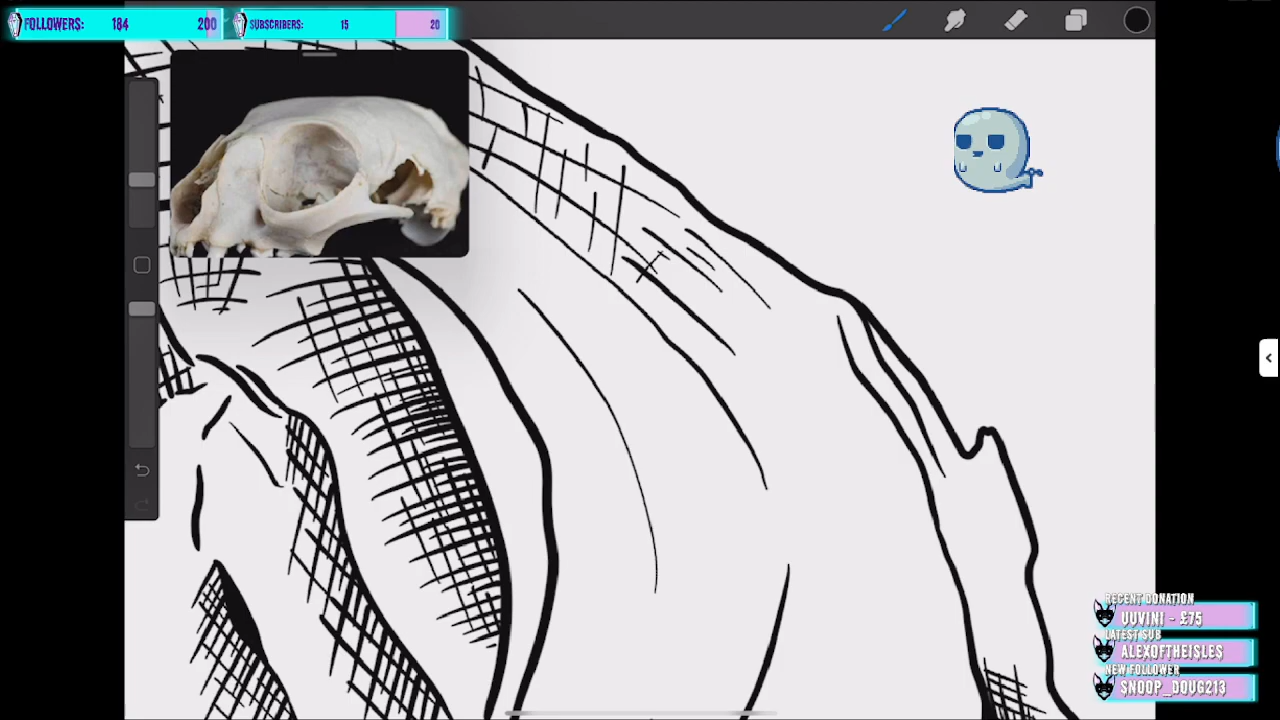 FOLLOWERS: 184 200
SUBSCRIBERS: 15 20
RECENT DONATION
UUVINI - £75
LATEST SUB
ALEXOFTHEISLES
NEW FOLLOWER
SNOOP_DOUG213